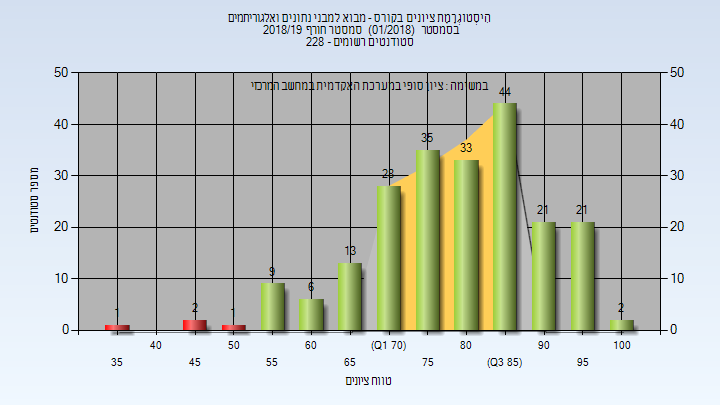 הִיסְטוֹגְרַמַת ציונים בקורס - מבוא למבני נתונים ואלגוריתמים
בסמסטר (01/2018) סמסטר חורף 2018/19
סטודנטים רשומים - 228
במשימה : ציון סופי במערכת האקדמית במחשב המרכזי
מספר סטודנטים
50 50
40 40
30 30
20 20
10 10
0 0
1 2 1 9 6 13 28 35 33 44 21 21 2
40 50 60 (Q1 70) 80 (Q3 85) 90 100
35 45 55 65 75 95
טווח ציונים